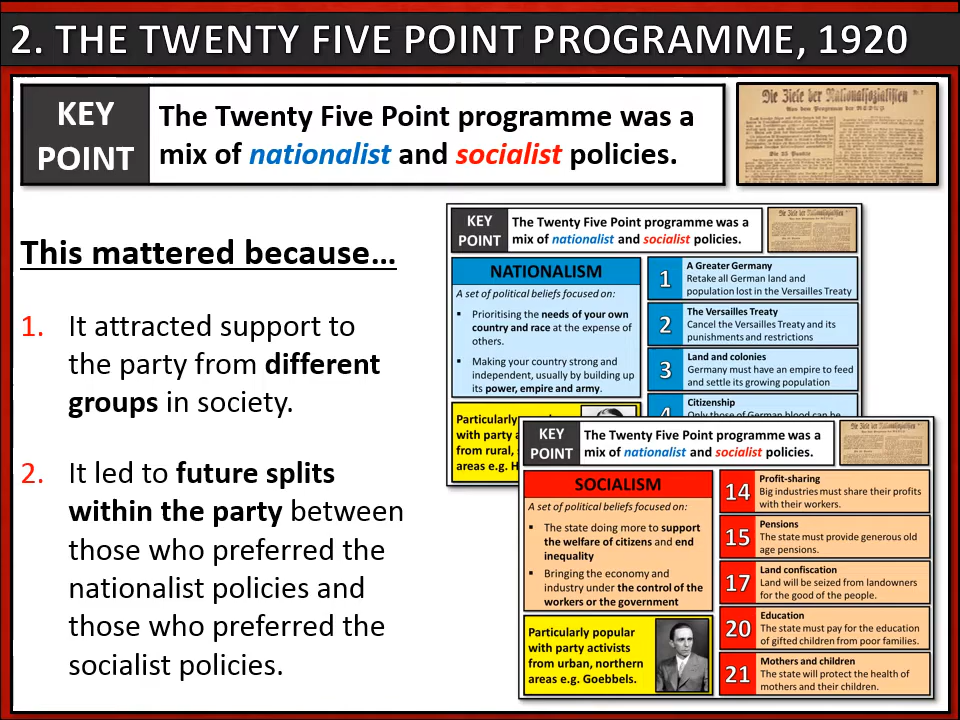 2. THE TWENTY FIVE POINT PROGRAMME, 1920
KEY
POINT
The Twenty Five Point programme was a
mix of nationalist and socialist policies.
Die Ziele der Nationalsozialisten
This mattered because…
1. It attracted support to
the party from different
groups in society.
2. It led to future splits
within the party between
those who preferred the
nationalist policies and
those who preferred the
socialist policies.
KEY
POINT
The Twenty Five Point programme was a
mix of nationalist and socialist policies.
NATIONALISM
A set of political beliefs focused on:
▪ Prioritising the needs of your own
country and race at the expense of
others.
▪ Making your country strong and
independent, usually by building up
its power, empire and army.
Particularly
with party
from rural,
areas e.g. H
1 A Greater Germany
Retake all German land and
population lost in the Versailles Treaty
2 The Versailles Treaty
Cancel the Versailles Treaty and its
punishments and restrictions
3 Land and colonies
Germany must have an empire to feed
and settle its growing population
4 Citizenship
Only those of German blood can be
KEY
POINT
The Twenty Five Point programme was a
mix of nationalist and socialist policies.
SOCIALISM
A set of political beliefs focused on:
▪ The state doing more to support
the welfare of citizens and end
inequality
▪ Bringing the economy and
industry under the control of the
workers or the government
Particularly popular
with party activists
from urban, northern
areas e.g. Goebbels.
14 Profit-sharing
Big industries must share their profits
with their workers.
15 Pensions
The state must provide generous old
age pensions.
17 Land confiscation
Land will be seized from landowners
for the good of the people.
20 Education
The state must pay for the education
of gifted children from poor families.
21 Mothers and children
The state will protect the health of
mothers and their children.